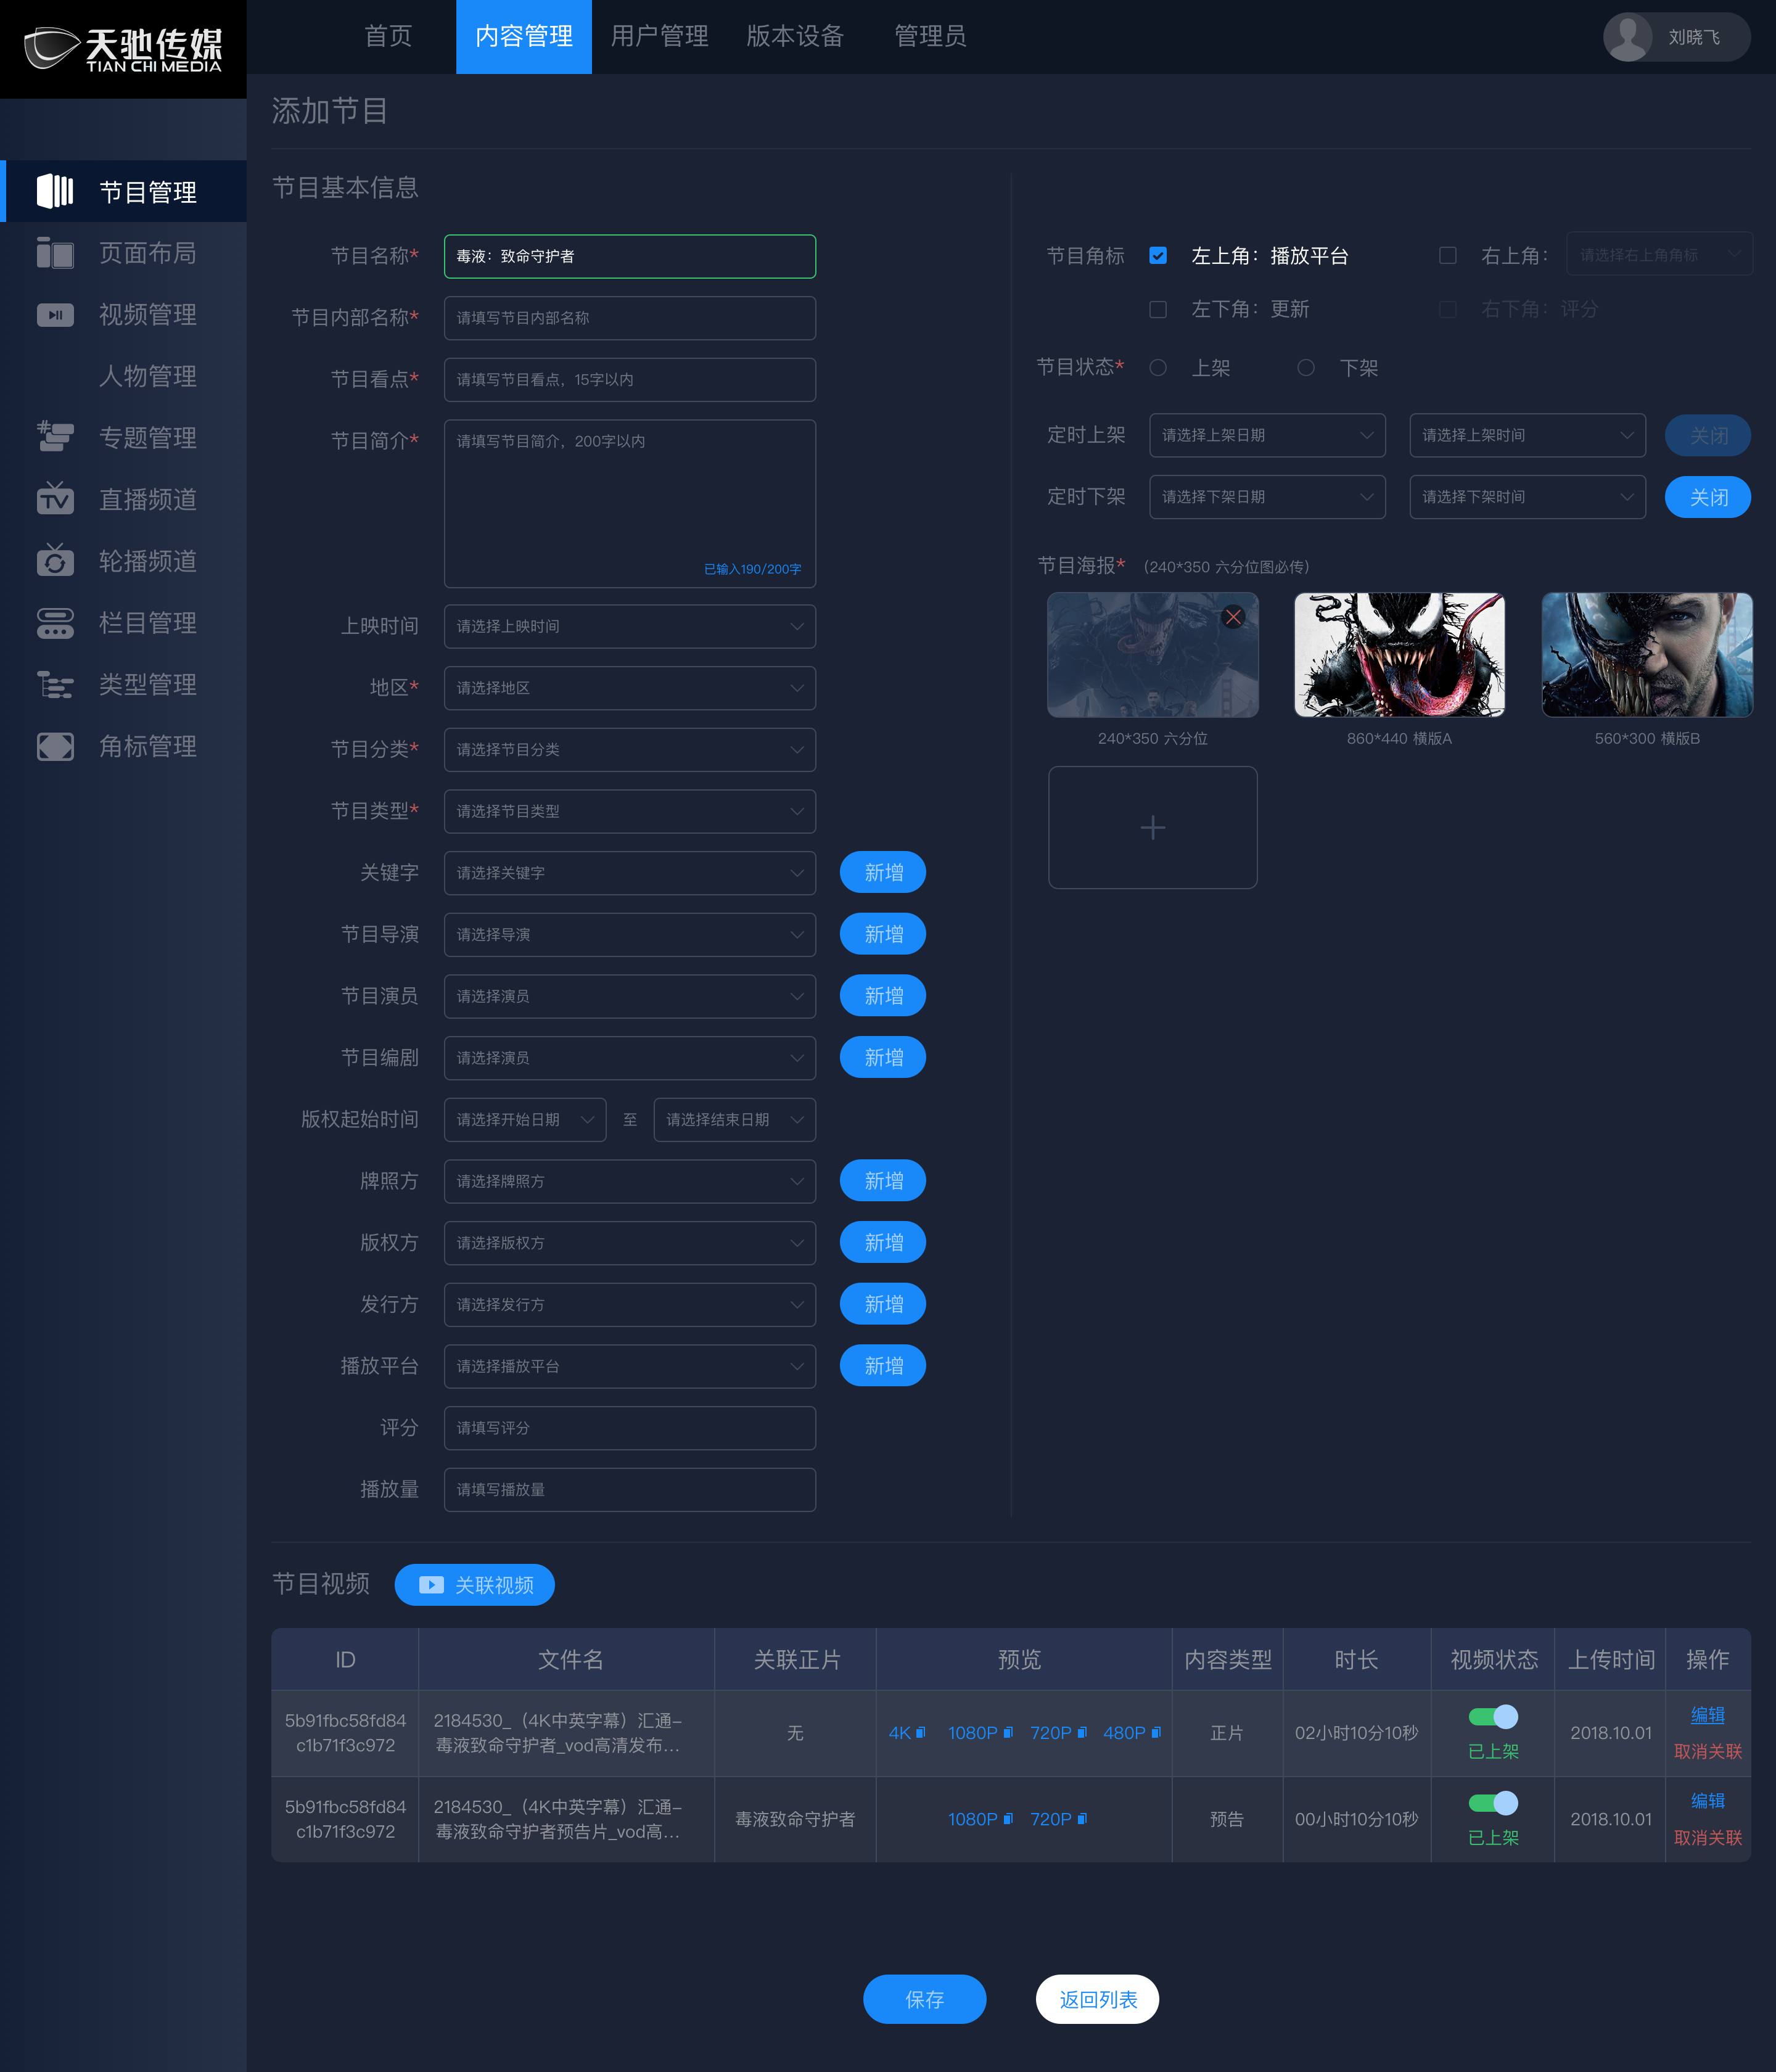 天驰传媒
TIAN CHI MEDIA
首页 内容管理 用户管理 版本设备 管理员
刘晓飞
节目管理
页面布局
视频管理
人物管理
专题管理
直播频道
轮播频道
栏目管理
类型管理
角标管理
添加节目
节目基本信息
节目名称* 毒液：致命守护者
节目内部名称* 请填写节目内部名称
节目看点* 请填写节目看点，15字以内
节目简介* 请填写节目简介，200字以内
已输入190/200字
上映时间 请选择上映时间
地区* 请选择地区
节目分类* 请选择节目分类
节目类型* 请选择节目类型
关键字 请选择关键字 新增
节目导演 请选择导演 新增
节目演员 请选择演员 新增
节目编剧 请选择演员 新增
版权起始时间 请选择开始日期 至 请选择结束日期
牌照方 请选择牌照方 新增
版权方 请选择版权方 新增
发行方 请选择发行方 新增
播放平台 请选择播放平台 新增
评分 请填写评分
播放量 请填写播放量
节目角标 左上角：播放平台 右上角： 请选择右上角角标
左下角：更新 右下角：评分
节目状态* 上架 下架
定时上架 请选择上架日期 请选择上架时间 关闭
定时下架 请选择下架日期 请选择下架时间 关闭
节目海报* (240*350 六分位图必传)
240*350 六分位 860*440 横版A 560*300 横版B
节目视频 关联视频
ID 文件名 关联正片 预览 内容类型 时长 视频状态 上传时间 操作
5b91fbc58fd84
c1b71f3c972
2184530_（4K中英字幕）汇通-
毒液致命守护者_vod高清发布...
无
4K 1080P 720P 480P
正片
02小时10分10秒
已上架
2018.10.01
编辑
取消关联
5b91fbc58fd84
c1b71f3c972
2184530_（4K中英字幕）汇通-
毒液致命守护者预告片_vod高...
毒液致命守护者
1080P 720P
预告
00小时10分10秒
已上架
2018.10.01
编辑
取消关联
保存 返回列表